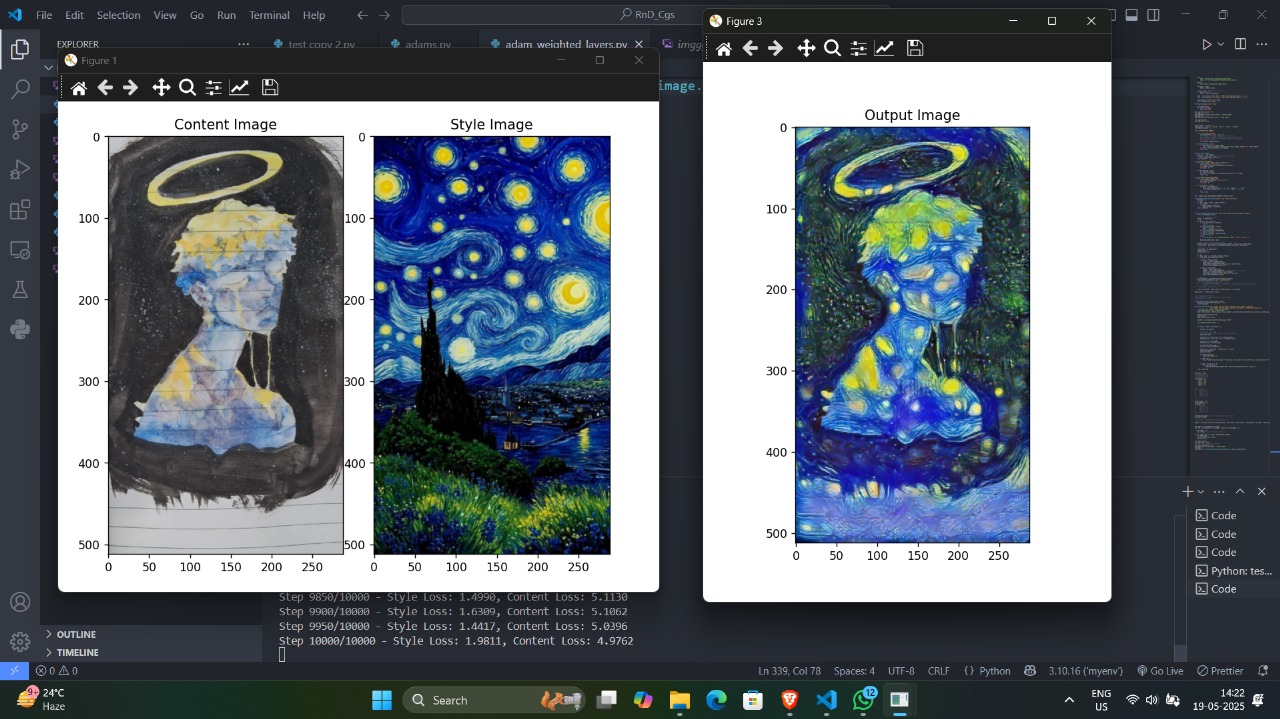 File Edit Selection View Go Run Terminal Help
RnD_Cgs
EXPLORER
test copy 2.py
adams.py
adam_weighted_layers.py
Figure 1
Figure 3
image.
Content Image
Style Image
0
100
200
300
400
500
0 50 100 150 200 250
0
100
200
300
400
500
0 50 100 150 200 250
Output Image
0
100
200
300
400
500
0 50 100 150 200 250
Code
Code
Code
Python: tes...
Code
Step 9850/10000 - Style Loss: 1.4990, Content Loss: 5.1130
Step 9900/10000 - Style Loss: 1.6309, Content Loss: 5.1062
Step 9950/10000 - Style Loss: 1.4417, Content Loss: 5.0396
Step 10000/10000 - Style Loss: 1.9811, Content Loss: 4.9762
OUTLINE
TIMELINE
0 0
Ln 339, Col 78 Spaces: 4 UTF-8 CRLF {} Python 3.10.16 ('myenv') Go Live Prettier
9+
24°C
Haze
Search
12
ENG
US
14:22
19-05-2025